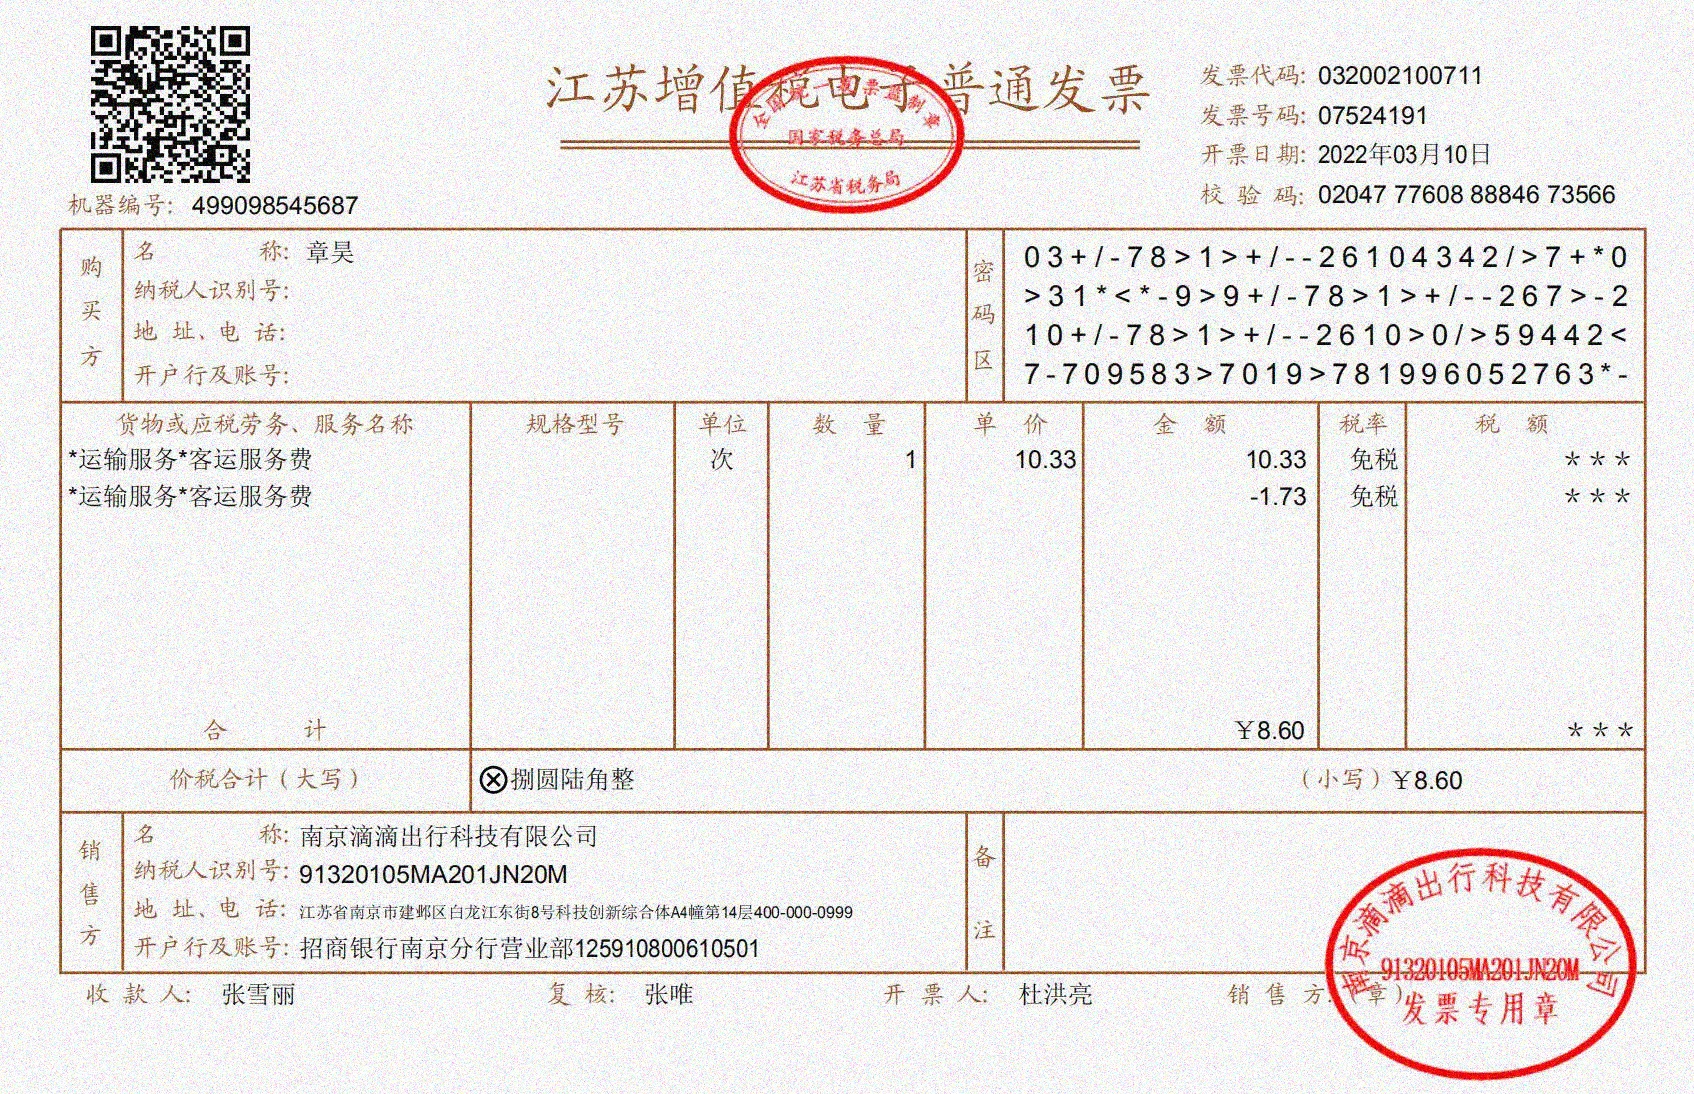 江苏增值税电子普通发票
全国统一发票监制章
国家税务总局
江苏省税务局
发票代码: 032002100711
发票号码: 07524191
开票日期: 2022年03月10日
校 验 码: 02047 77608 88846 73566
机器编号: 499098545687
购买方
名 称: 章昊
纳税人识别号:
地 址、电 话:
开户行及账号:
密码区
03+/-78>1>+/--26104342/>7+*0
>31*<*-9>9+/-78>1>+/--267>-2
10+/-78>1>+/--2610>0/>59442<
7-709583>7019>781996052763*-
货物或应税劳务、服务名称 规格型号 单位 数 量 单 价 金 额 税率 税 额
*运输服务*客运服务费 次 1 10.33 10.33 免税 ***
*运输服务*客运服务费 -1.73 免税 ***
合 计 ￥8.60 ***
价税合计（大写） ⊗捌圆陆角整 （小写）￥8.60
销售方
名 称: 南京滴滴出行科技有限公司
纳税人识别号: 91320105MA201JN20M
地 址、电 话: 江苏省南京市建邺区白龙江东街8号科技创新综合体A4幢第14层400-000-0999
开户行及账号: 招商银行南京分行营业部125910800610501
备注
收 款 人: 张雪丽 复 核: 张唯 开 票 人: 杜洪亮 销 售 方:（章）
南京滴滴出行科技有限公司
91320105MA201JN20M
发票专用章